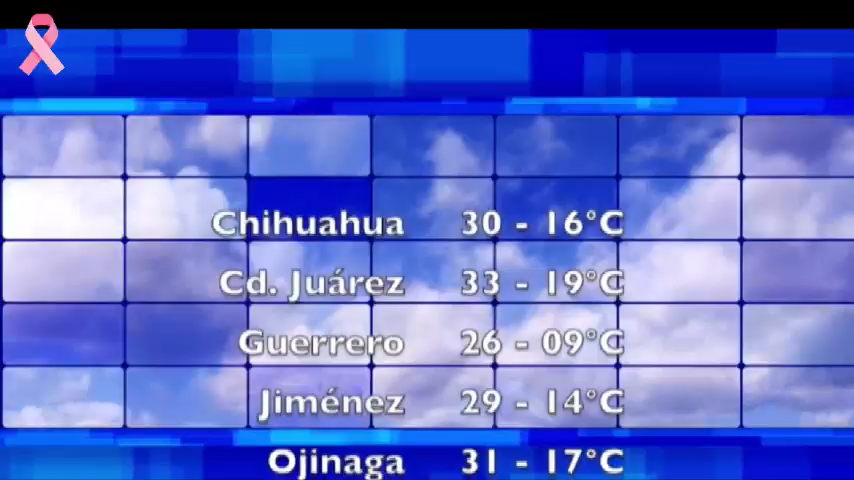 Chihuahua 30 - 16°C
Cd. Juárez 33 - 19°C
Guerrero 26 - 09°C
Jiménez 29 - 14°C
Ojinaga 31 - 17°C